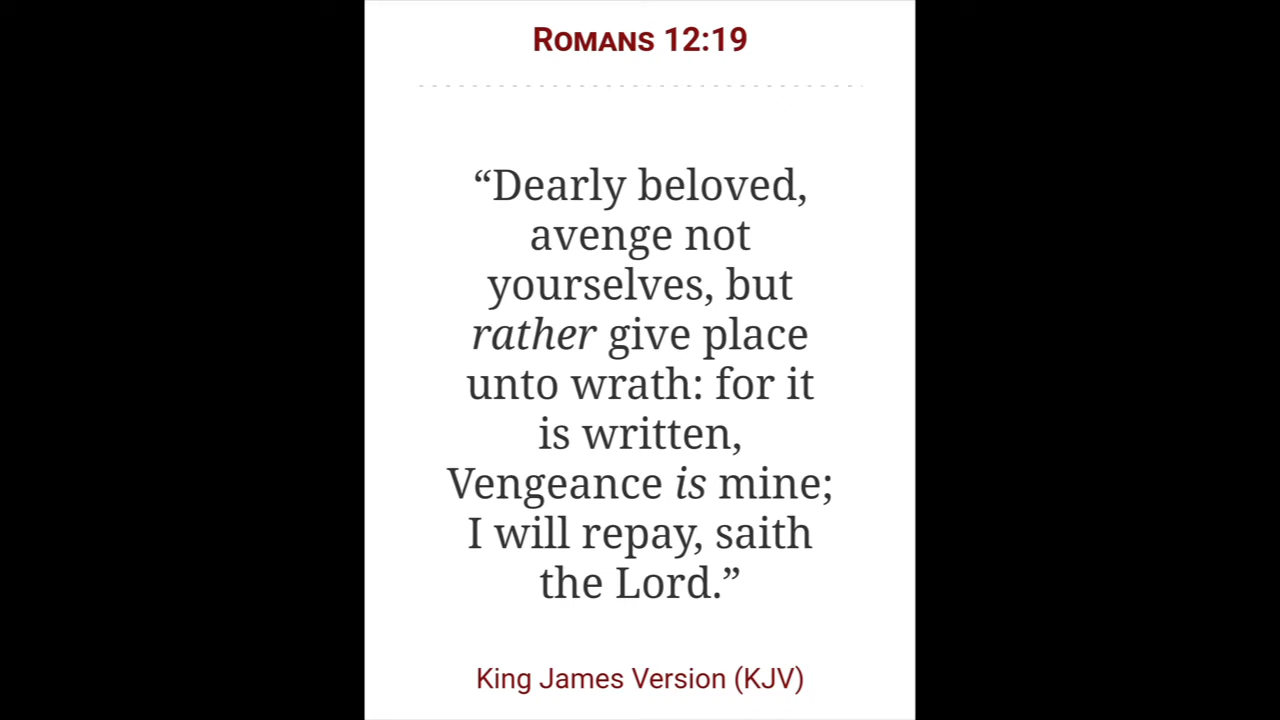 Romans 12:19
“Dearly beloved,
avenge not
yourselves, but
rather give place
unto wrath: for it
is written,
Vengeance is mine;
I will repay, saith
the Lord.”
King James Version (KJV)